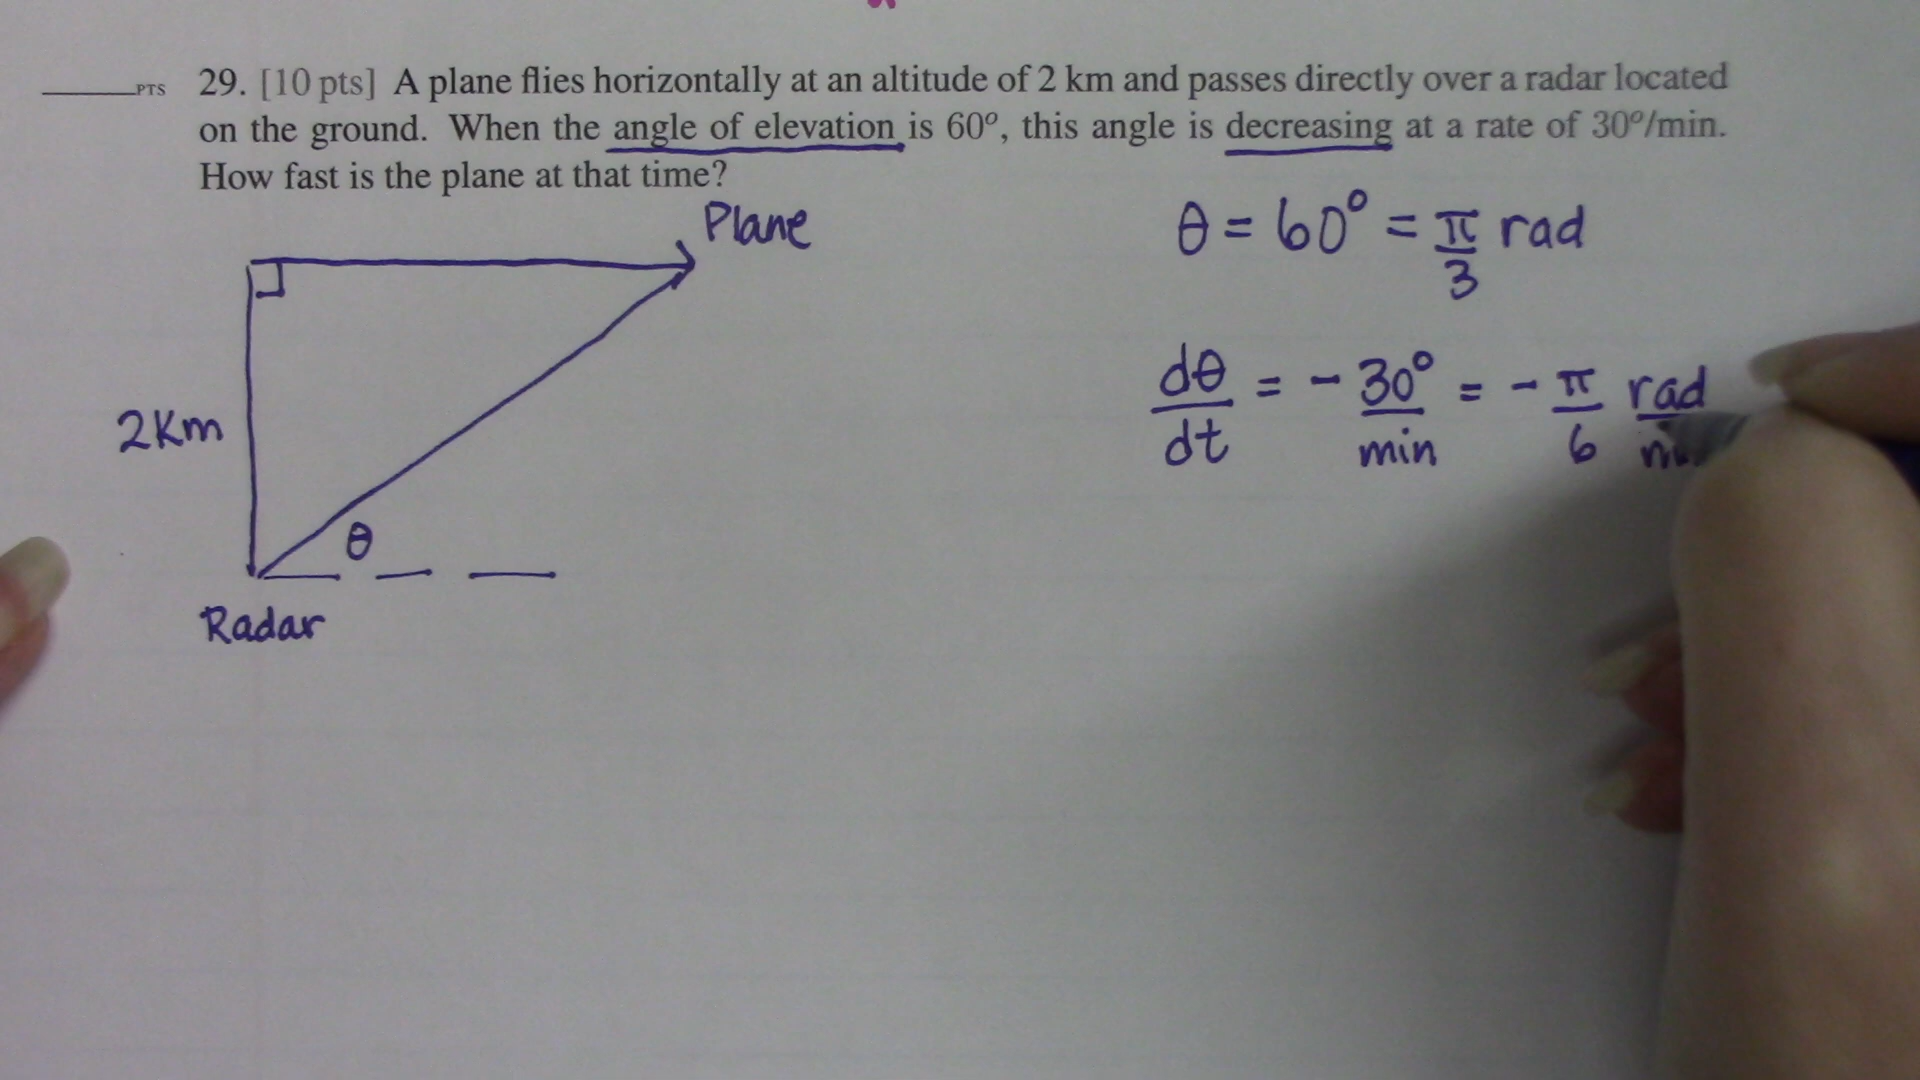 PTS 29. [10 pts] A plane flies horizontally at an altitude of 2 km and passes directly over a radar located
on the ground. When the angle of elevation is 60º, this angle is decreasing at a rate of 30º/min.
How fast is the plane at that time?
Plane
θ = 60° = π/3 rad
dθ/dt = - 30°/min = - π/6 rad
2Km
θ
Radar